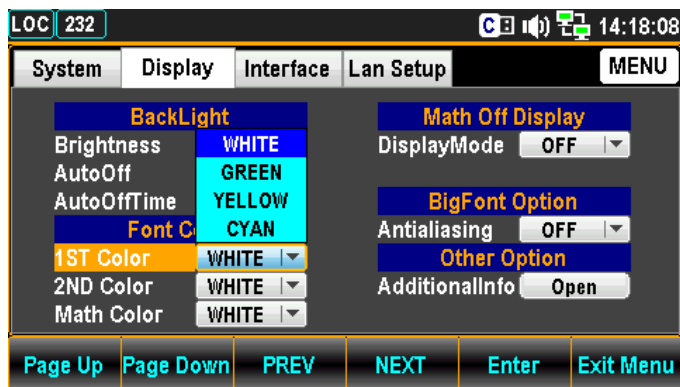 LOC 232 C 14:18:08
System Display Interface Lan Setup MENU
BackLight
Brightness
AutoOff
AutoOffTime
WHITE
GREEN
YELLOW
CYAN
Font C
1ST Color WHITE
2ND Color WHITE
Math Color WHITE
Math Off Display
DisplayMode OFF
BigFont Option
Antialiasing OFF
Other Option
AdditionalInfo Open
Page Up Page Down PREV NEXT Enter Exit Menu